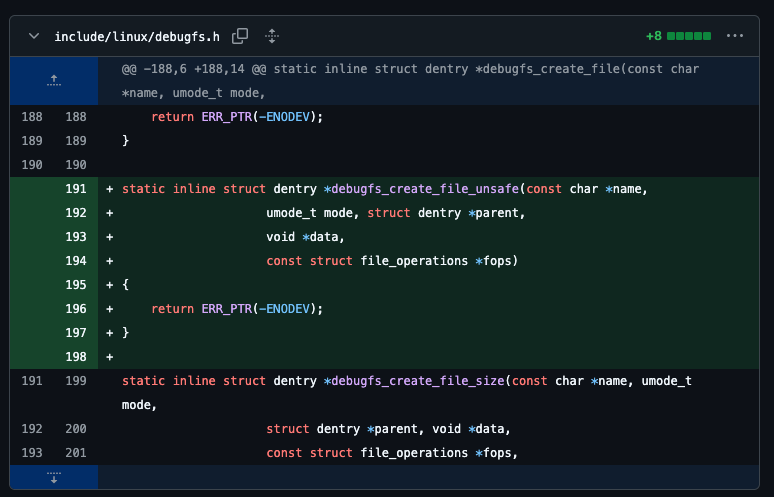 include/linux/debugfs.h +8
@@ -188,6 +188,14 @@ static inline struct dentry *debugfs_create_file(const char
*name, umode_t mode,
188 188 return ERR_PTR(-ENODEV);
189 189 }
190 190
191 + static inline struct dentry *debugfs_create_file_unsafe(const char *name,
192 + umode_t mode, struct dentry *parent,
193 + void *data,
194 + const struct file_operations *fops)
195 + {
196 + return ERR_PTR(-ENODEV);
197 + }
198 +
191 199 static inline struct dentry *debugfs_create_file_size(const char *name, umode_t
mode,
192 200 struct dentry *parent, void *data,
193 201 const struct file_operations *fops,